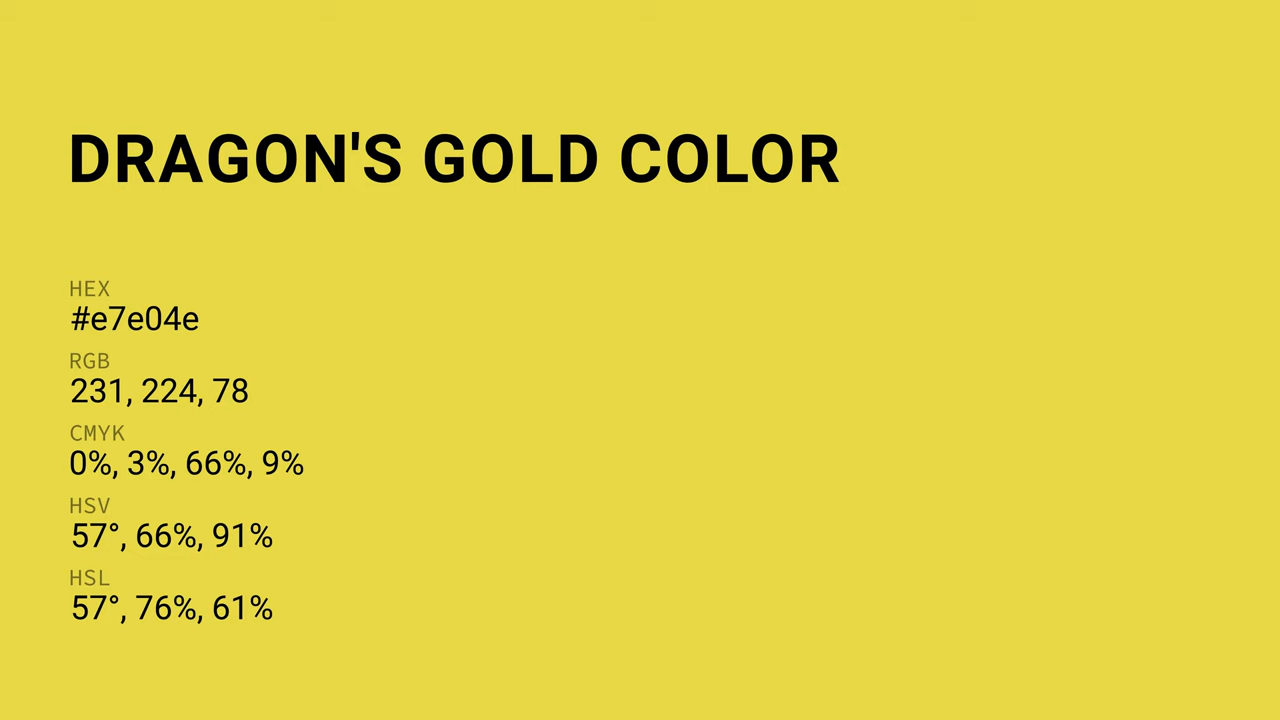 DRAGON'S GOLD COLOR
HEX
#e7e04e
RGB
231, 224, 78
CMYK
0%, 3%, 66%, 9%
HSV
57°, 66%, 91%
HSL
57°, 76%, 61%